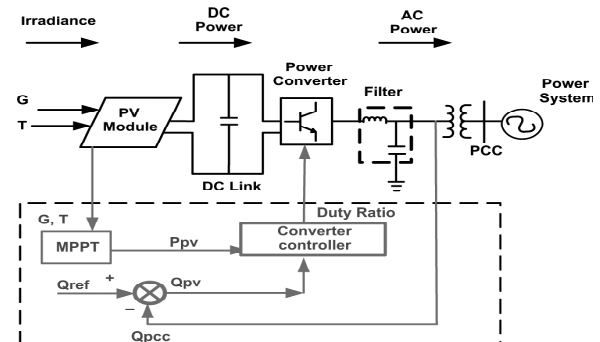 Irradiance
DC
Power
AC
Power
Power
Converter
Filter
Power
System
G
T
PV
Module
PCC
DC Link
G, T
Duty Ratio
MPPT
Ppv
Converter
controller
Qref
+
Qpv
−
Qpcc